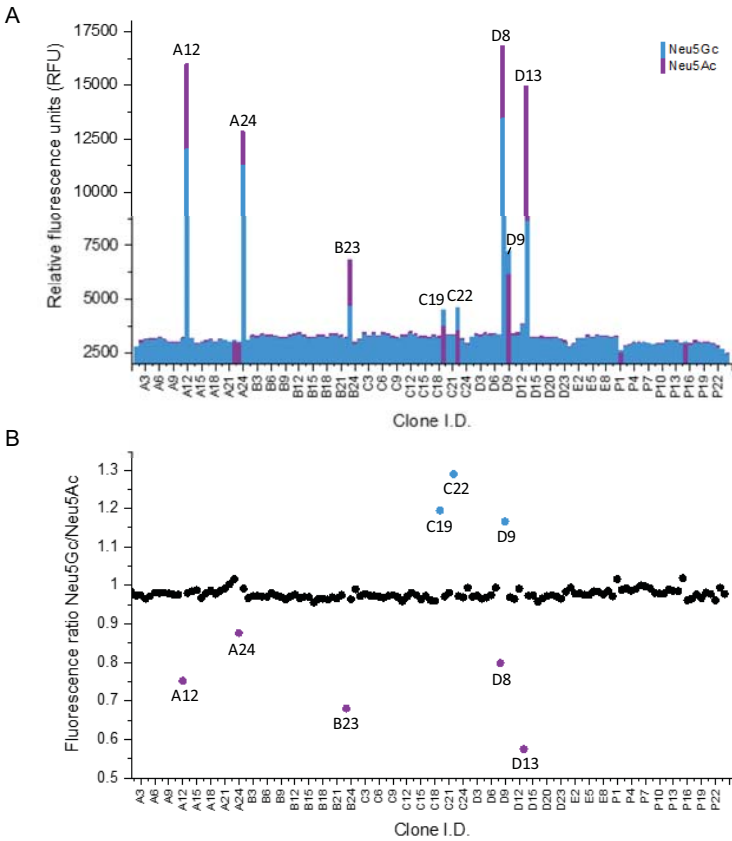 A
Relative fluorescence units (RFU)
17500
15000
12500
10000
7500
5000
2500
A12
A24
B23
C19
C22
D8
D9
D13
Neu5Gc
Neu5Ac
A3 A6 A9 A12 A15 A18 A21 A24 B3 B6 B9 B12 B15 B18 B21 B24 C3 C6 C9 C12 C15 C18 C21 C24 D3 D6 D9 D12 D15 D20 D23 E2 E5 E8 P1 P4 P7 P10 P13 P16 P19 P22
Clone I.D.
B
Fluorescence ratio Neu5Gc/Neu5Ac
1.3
1.2
1.1
1
0.9
0.8
0.7
0.6
0.5
C22
C19
D9
A24
A12
B23
D8
D13
A3 A6 A9 A12 A15 A18 A21 A24 B3 B6 B9 B12 B15 B18 B21 B24 C3 C6 C9 C12 C15 C18 C21 C24 D3 D6 D9 D12 D15 D20 D23 E2 E5 E8 P1 P4 P7 P10 P13 P16 P19 P22
Clone I.D.